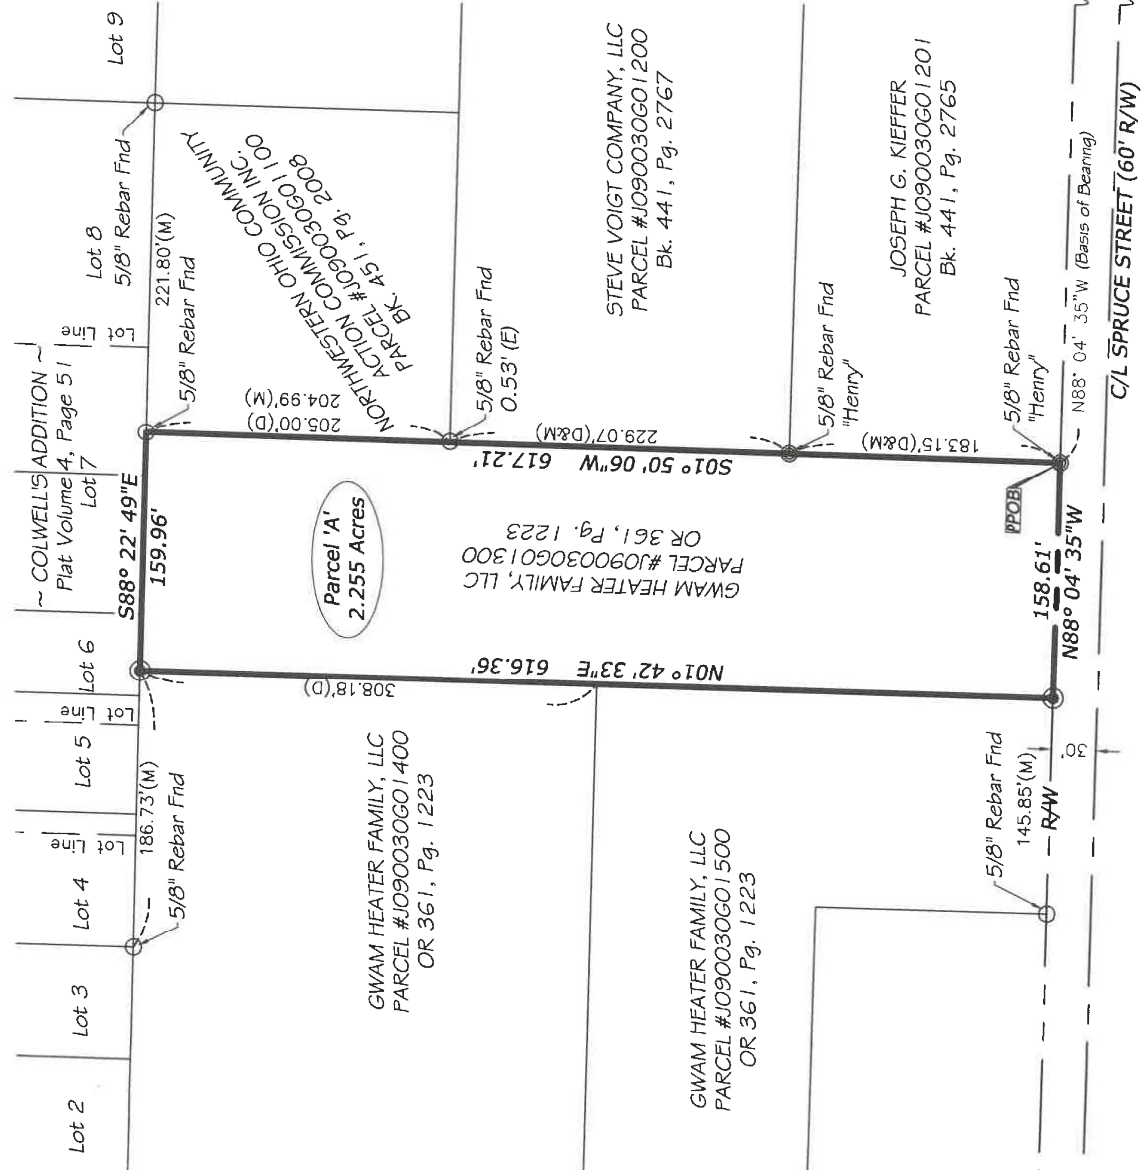 Lot 9
Lot 8
5/8" Rebar Fnd
221.80'(M)
Lot Line
5/8" Rebar Fnd
NORTHWESTERN OHIO COMMUNITY
ACTION COMMISSION INC.
PARCEL #J090030G01100
BK. 451, Pg. 2008
STEVE VOIGT COMPANY, LLC
PARCEL #J090030G01200
Bk. 441, Pg. 2767
JOSEPH G. KIEFFER
PARCEL #J090030G01201
Bk. 441, Pg. 2765
N88° 04' 35"W (Basis of Bearing)
C/L SPRUCE STREET (60' R/W)
~ COLWELL'S ADDITION ~
Plat Volume 4, Page 51
Lot 7
205.00'(D)
204.99'(M)
5/8" Rebar Fnd
0.53' (E)
229.07'(D&M)
5/8" Rebar Fnd
"Henry"
183.15'(D&M)
5/8" Rebar Fnd
"Henry"
S01° 50' 06"W 617.21'
S88° 22' 49"E
159.96'
Parcel 'A'
2.255 Acres
GWAM HEATER FAMILY, LLC
PARCEL #J090030G01300
OR 361, Pg. 1223
PPOB
158.61'
N88° 04' 35"W
N01° 42' 33"E 616.36'
308.18'(D)
Lot 6
Lot Line
Lot 5
186.73'(M)
Lot Line
5/8" Rebar Fnd
Lot 4
Lot 3
Lot 2
GWAM HEATER FAMILY, LLC
PARCEL #J090030G01400
OR 361, Pg. 1223
GWAM HEATER FAMILY, LLC
PARCEL #J090030G01500
OR 361, Pg. 1223
5/8" Rebar Fnd
145.85'(M)
R/W
30'